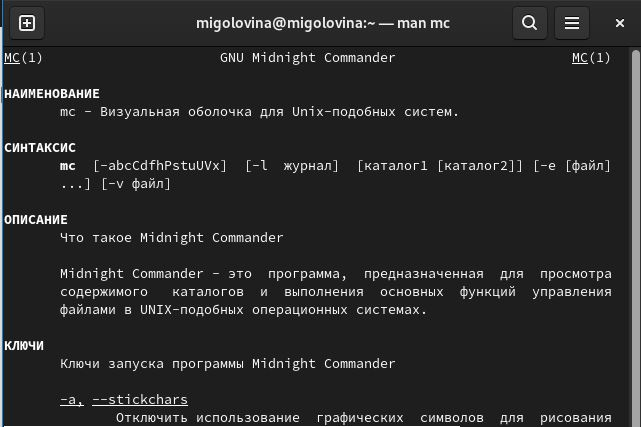 migolovina@migolovina:~ — man mc
MC(1) GNU Midnight Commander MC(1)
НАИМЕНОВАНИЕ
mc - Визуальная оболочка для Unix-подобных систем.
СИНТАКСИС
mc [-abcCdfhPstuUVx] [-l журнал] [каталог1 [каталог2]] [-e [файл]
...] [-v файл]
ОПИСАНИЕ
Что такое Midnight Commander
Midnight Commander - это программа, предназначенная для просмотра
содержимого каталогов и выполнения основных функций управления
файлами в UNIX-подобных операционных системах.
КЛЮЧИ
Ключи запуска программы Midnight Commander
-a, --stickchars
Отключить использование графических символов для рисования